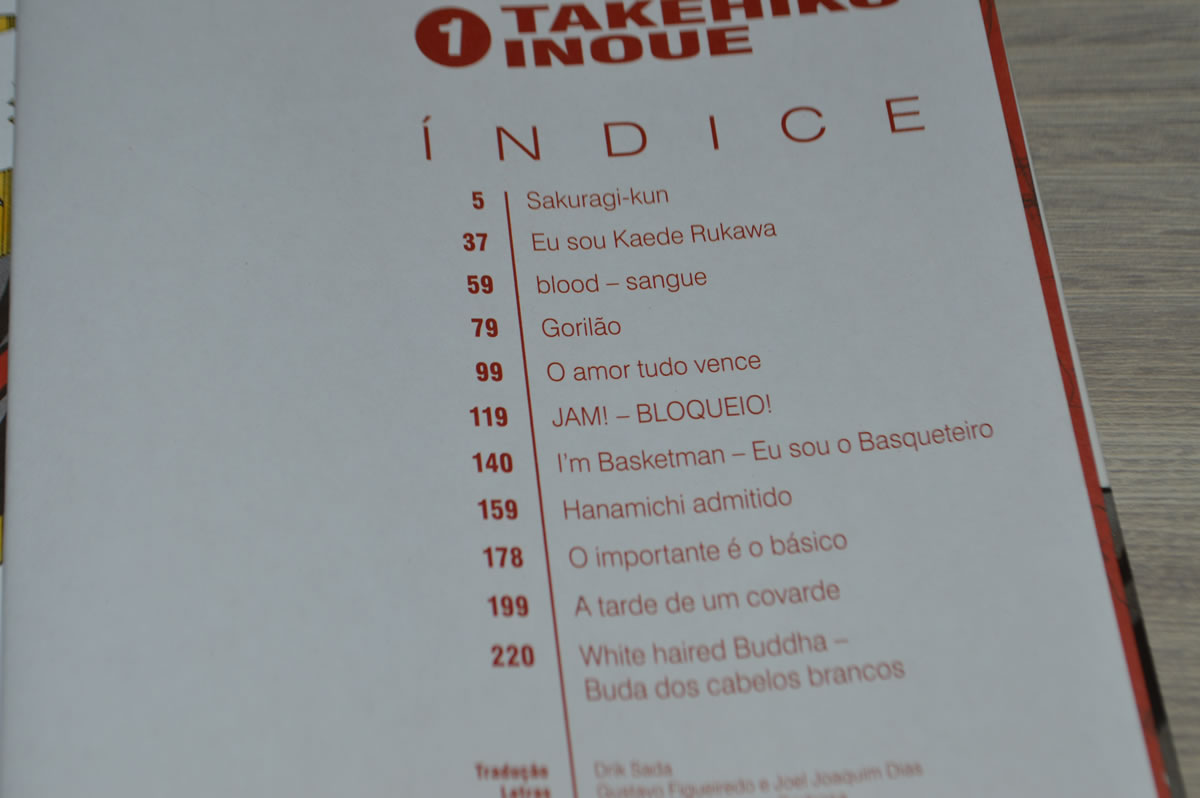 1 TAKEHIKO
INOUE
ÍNDICE
5 Sakuragi-kun
37 Eu sou Kaede Rukawa
59 blood – sangue
79 Gorilão
99 O amor tudo vence
119 JAM! – BLOQUEIO!
140 I'm Basketman – Eu sou o Basqueteiro
159 Hanamichi admitido
178 O importante é o básico
199 A tarde de um covarde
220 White haired Buddha –
Buda dos cabelos brancos
Tradução Drik Sada
Letras Gustavo Figueiredo e Joel Joaquim Dias